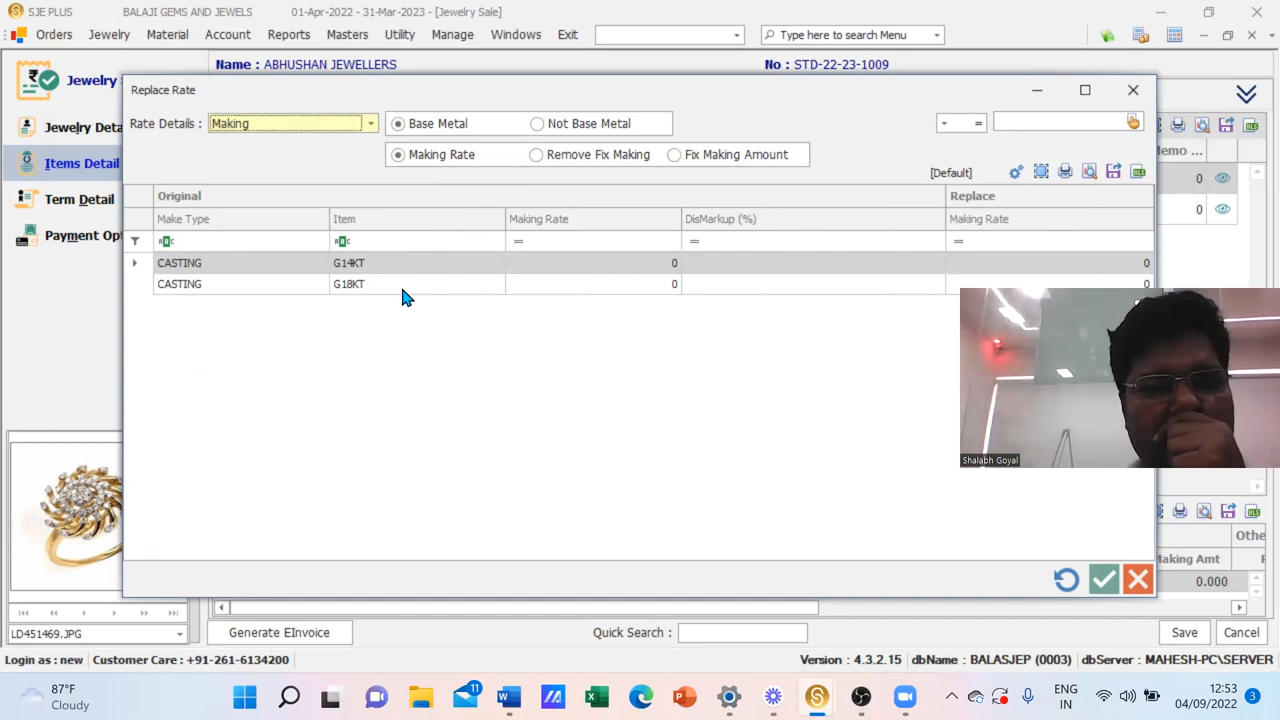 SJE PLUS BALAJI GEMS AND JEWELS 01-Apr-2022 - 31-Mar-2023 - [Jewelry Sale]
Orders Jewelry Material Account Reports Masters Utility Manage Windows Exit Type here to search Menu
Jewelry Name : ABHUSHAN JEWELLERS No : STD-22-23-1009
Replace Rate
Rate Details : Making Base Metal Not Base Metal =
Making Rate Remove Fix Making Fix Making Amount
[Default]
Original Replace
Make Type Item Making Rate DisMarkup (%) Making Rate
CASTING G14KT 0 0
CASTING G18KT 0 0
Jewelry Deta
Items Detail
Term Detail
Payment Opt
emo ...
0
0
Shalabh Goyal
Othe
Making Amt
0.000
LD451469.JPG Generate EInvoice Quick Search : Save Cancel
Login as : new Customer Care : +91-261-6134200 Version : 4.3.2.15 dbName : BALASJEP (0003) dbServer : MAHESH-PC\SERVER
87°F
Cloudy
11
ENG
IN
12:53
04/09/2022
3